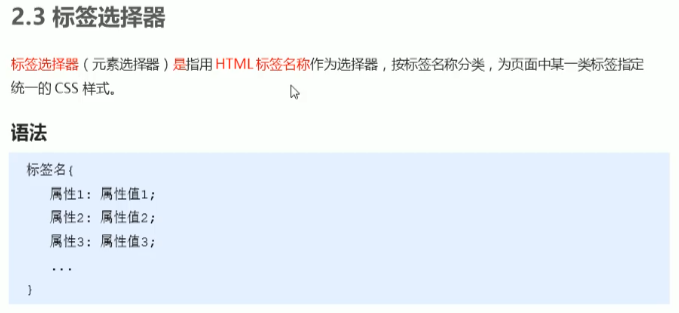 2.3 标签选择器
标签选择器（元素选择器）是指用 HTML 标签名称作为选择器，按标签名称分类，为页面中某一类标签指定
统一的 CSS 样式。
语法
标签名{
属性1: 属性值1;
属性2: 属性值2;
属性3: 属性值3;
...
}